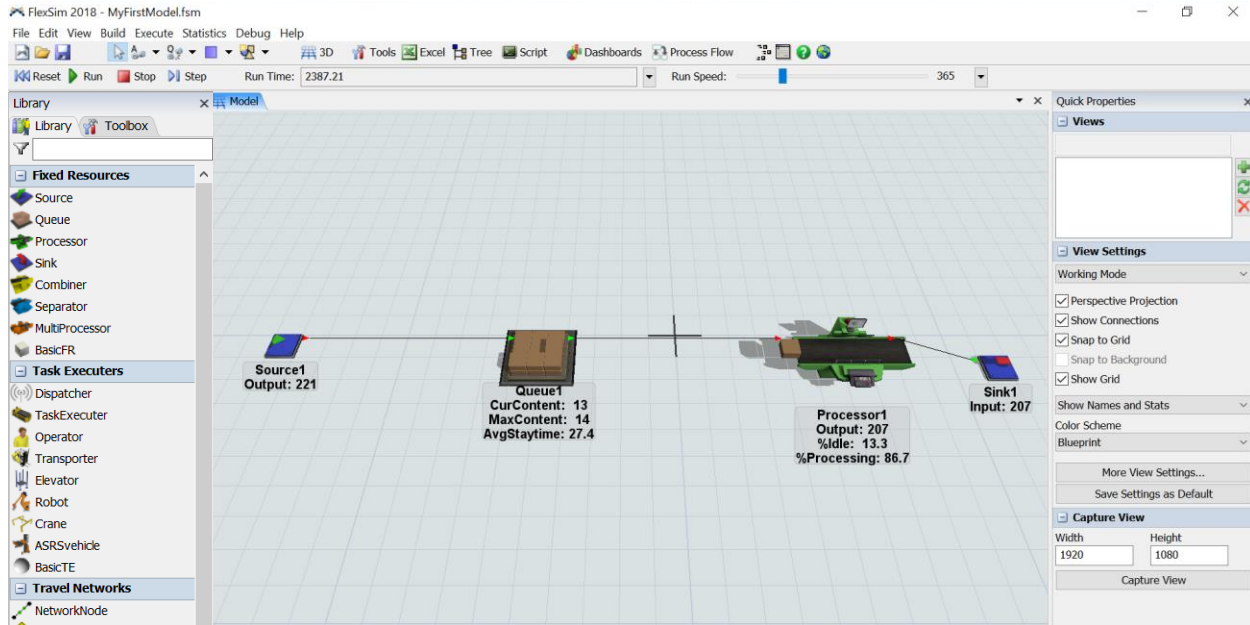 FlexSim 2018 - MyFirstModel.fsm
File Edit View Build Execute Statistics Debug Help
3D Tools Excel Tree Script Dashboards Process Flow
Reset Run Stop Step Run Time: 2387.21 Run Speed: 365
Library
Library Toolbox
Fixed Resources
Source
Queue
Processor
Sink
Combiner
Separator
MultiProcessor
BasicFR
Task Executers
Dispatcher
TaskExecuter
Operator
Transporter
Elevator
Robot
Crane
ASRSvehicle
BasicTE
Travel Networks
NetworkNode
Model
Source1
Output: 221
Queue1
CurContent: 13
MaxContent: 14
AvgStaytime: 27.4
Processor1
Output: 207
%Idle: 13.3
%Processing: 86.7
Sink1
Input: 207
Quick Properties
Views
View Settings
Working Mode
Perspective Projection
Show Connections
Snap to Grid
Snap to Background
Show Grid
Show Names and Stats
Color Scheme
Blueprint
More View Settings...
Save Settings as Default
Capture View
Width Height
1920 1080
Capture View